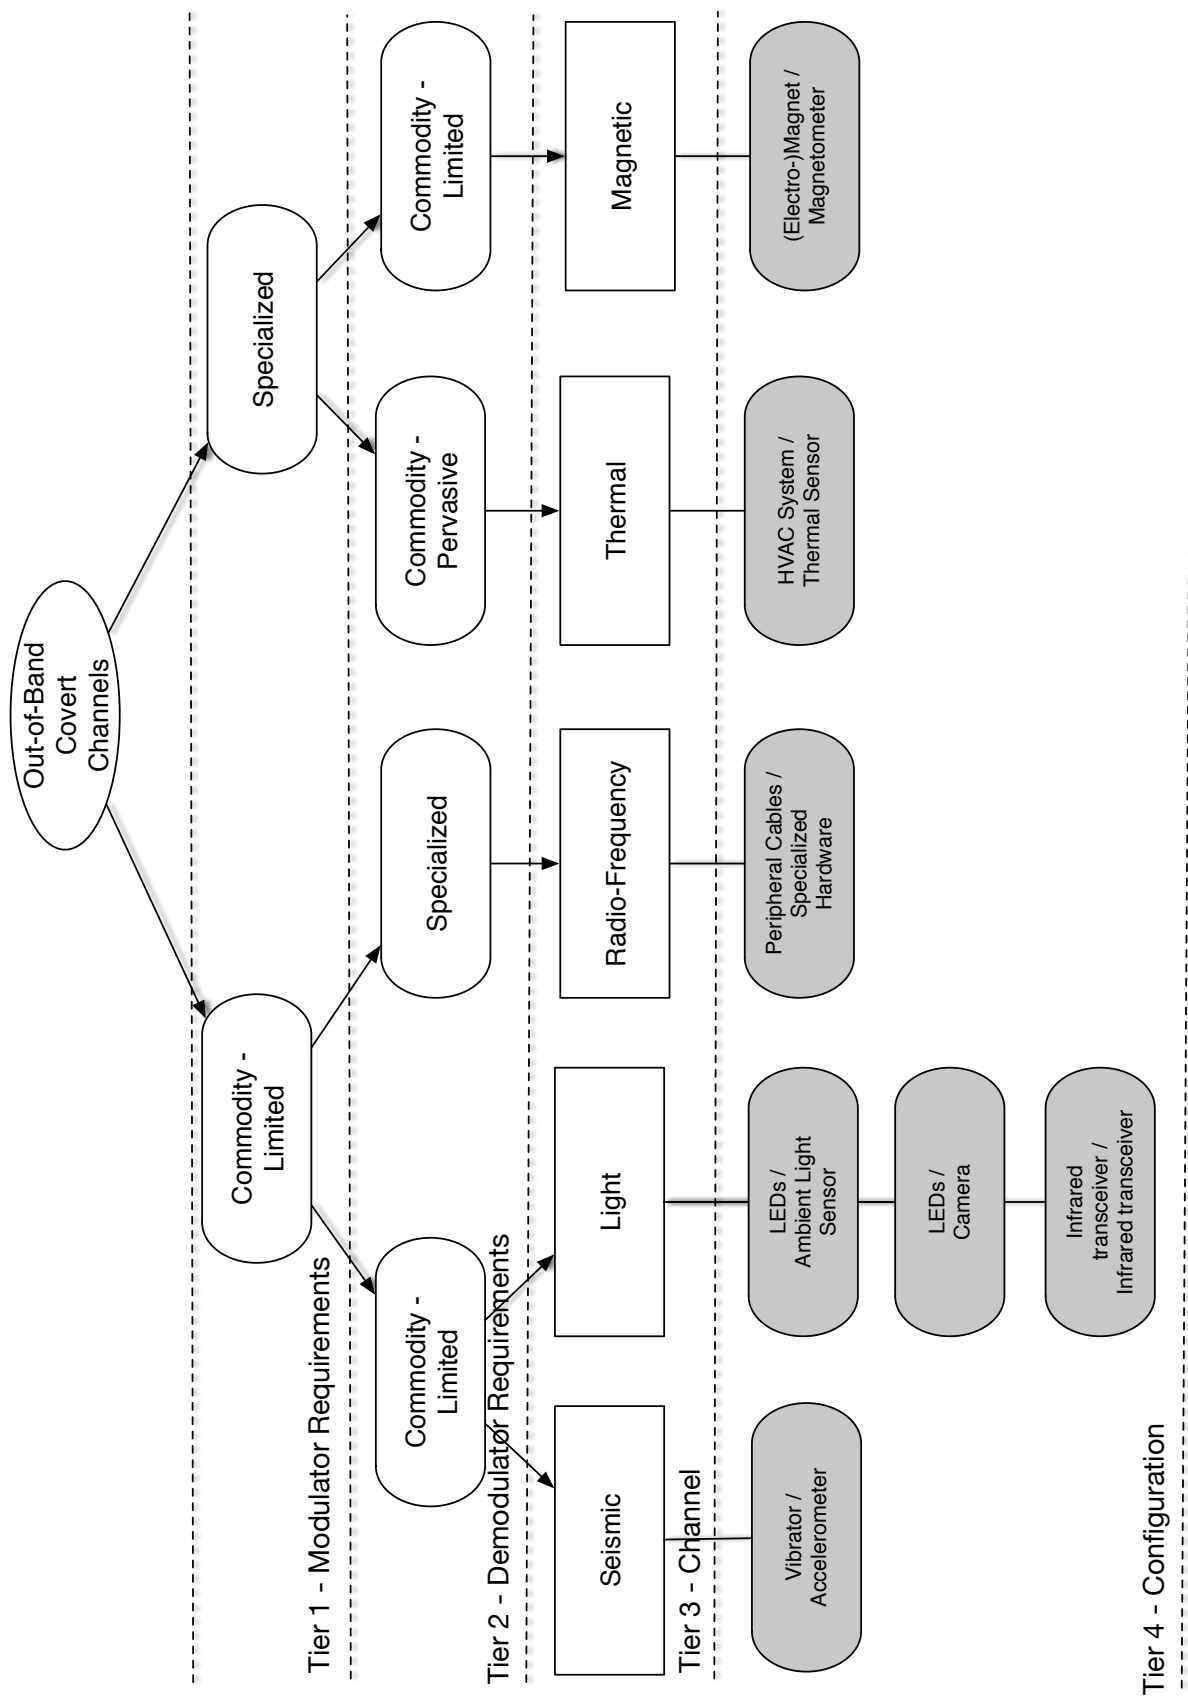 Out-of-Band
Covert
Channels
Commodity -
Limited
Specialized
Tier 1 - Modulator Requirements
Commodity -
Limited
Specialized
Commodity -
Pervasive
Commodity -
Limited
Tier 2 - Demodulator Requirements
Seismic
Light
Radio-Frequency
Thermal
Magnetic
Tier 3 - Channel
Vibrator /
Accelerometer
LEDs /
Ambient Light
Sensor
LEDs /
Camera
Infrared
transceiver /
Infrared transceiver
Peripheral Cables /
Specialized
Hardware
HVAC System /
Thermal Sensor
(Electro-)Magnet /
Magnetometer
Tier 4 - Configuration